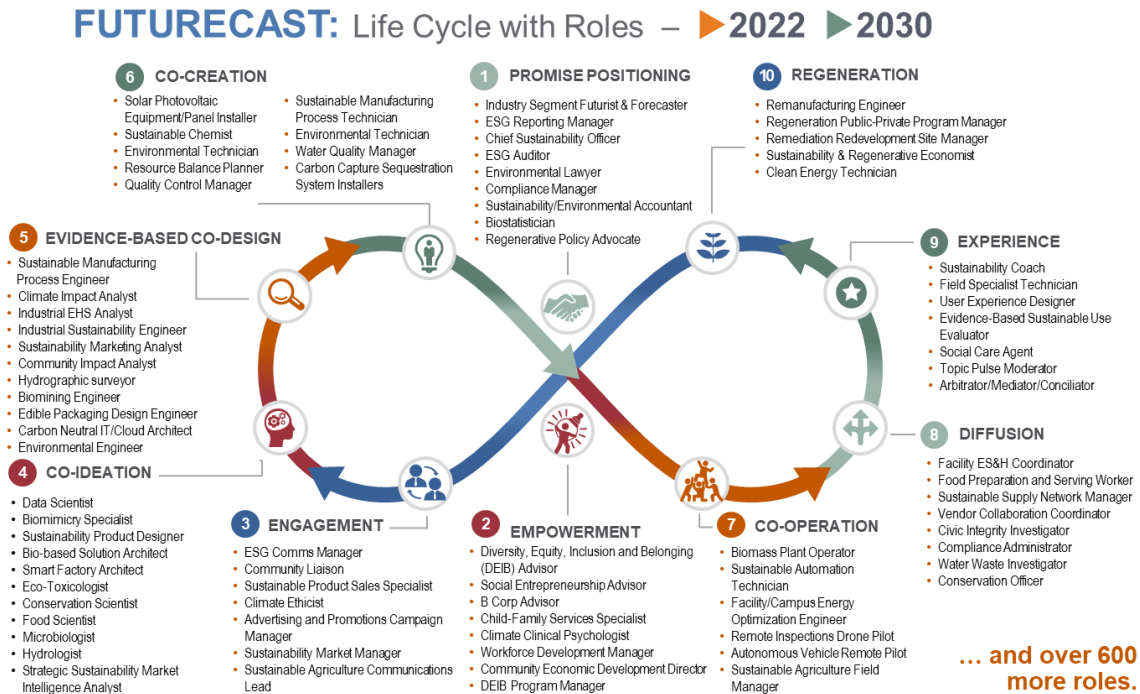 FUTURECAST: Life Cycle with Roles – 2022 2030
6 CO-CREATION
• Solar Photovoltaic
Equipment/Panel Installer
• Sustainable Chemist
• Environmental Technician
• Resource Balance Planner
• Quality Control Manager
• Sustainable Manufacturing
Process Technician
• Environmental Technician
• Water Quality Manager
• Carbon Capture Sequestration
System Installers
1 PROMISE POSITIONING
• Industry Segment Futurist & Forecaster
• ESG Reporting Manager
• Chief Sustainability Officer
• ESG Auditor
• Environmental Lawyer
• Compliance Manager
• Sustainability/Environmental Accountant
• Biostatistician
• Regenerative Policy Advocate
10 REGENERATION
• Remanufacturing Engineer
• Regeneration Public-Private Program Manager
• Remediation Redevelopment Site Manager
• Sustainability & Regenerative Economist
• Clean Energy Technician
5 EVIDENCE-BASED CO-DESIGN
• Sustainable Manufacturing
Process Engineer
• Climate Impact Analyst
• Industrial EHS Analyst
• Industrial Sustainability Engineer
• Sustainability Marketing Analyst
• Community Impact Analyst
• Hydrographic surveyor
• Biomining Engineer
• Edible Packaging Design Engineer
• Carbon Neutral IT/Cloud Architect
• Environmental Engineer
9 EXPERIENCE
• Sustainability Coach
• Field Specialist Technician
• User Experience Designer
• Evidence-Based Sustainable Use
Evaluator
• Social Care Agent
• Topic Pulse Moderator
• Arbitrator/Mediator/Conciliator
4 CO-IDEATION
• Data Scientist
• Biomimicry Specialist
• Sustainability Product Designer
• Bio-based Solution Architect
• Smart Factory Architect
• Eco-Toxicologist
• Conservation Scientist
• Food Scientist
• Microbiologist
• Hydrologist
• Strategic Sustainability Market
Intelligence Analyst
3 ENGAGEMENT
• ESG Comms Manager
• Community Liaison
• Sustainable Product Sales Specialist
• Climate Ethicist
• Advertising and Promotions Campaign
Manager
• Sustainability Market Manager
• Sustainable Agriculture Communications
Lead
2 EMPOWERMENT
• Diversity, Equity, Inclusion and Belonging
(DEIB) Advisor
• Social Entrepreneurship Advisor
• B Corp Advisor
• Child-Family Services Specialist
• Climate Clinical Psychologist
• Workforce Development Manager
• Community Economic Development Director
• DEIB Program Manager
7 CO-OPERATION
• Biomass Plant Operator
• Sustainable Automation
Technician
• Facility/Campus Energy
Optimization Engineer
• Remote Inspections Drone Pilot
• Autonomous Vehicle Remote Pilot
• Sustainable Agriculture Field
Manager
8 DIFFUSION
• Facility ES&H Coordinator
• Food Preparation and Serving Worker
• Sustainable Supply Network Manager
• Vendor Collaboration Coordinator
• Civic Integrity Investigator
• Compliance Administrator
• Water Waste Investigator
• Conservation Officer
... and over 600
more roles.